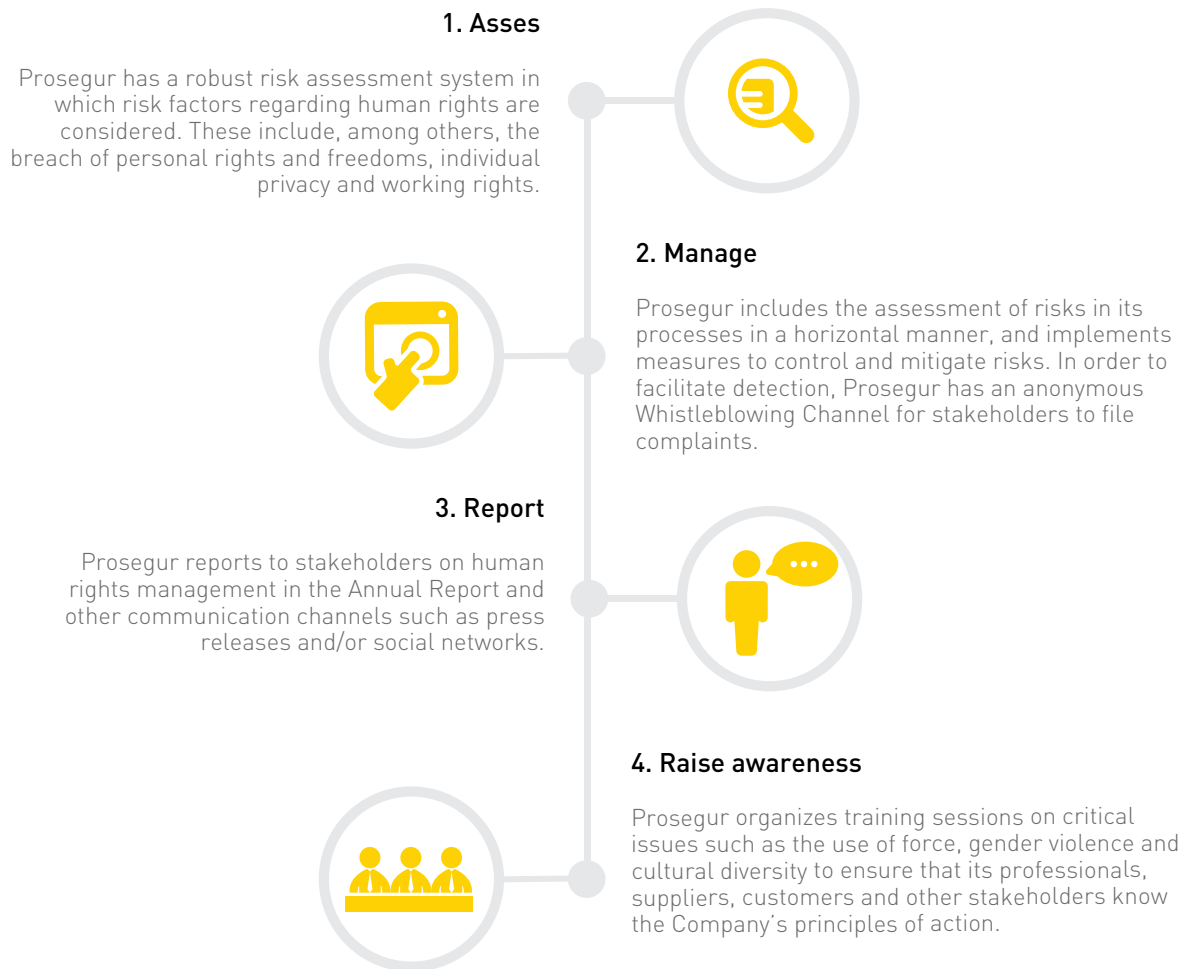 1. Asses
Prosegur has a robust risk assessment system in
which risk factors regarding human rights are
considered. These include, among others, the
breach of personal rights and freedoms, individual
privacy and working rights.
2. Manage
Prosegur includes the assessment of risks in its
processes in a horizontal manner, and implements
measures to control and mitigate risks. In order to
facilitate detection, Prosegur has an anonymous
Whistleblowing Channel for stakeholders to file
complaints.
3. Report
Prosegur reports to stakeholders on human
rights management in the Annual Report and
other communication channels such as press
releases and/or social networks.
4. Raise awareness
Prosegur organizes training sessions on critical
issues such as the use of force, gender violence and
cultural diversity to ensure that its professionals,
suppliers, customers and other stakeholders know
the Company’s principles of action.